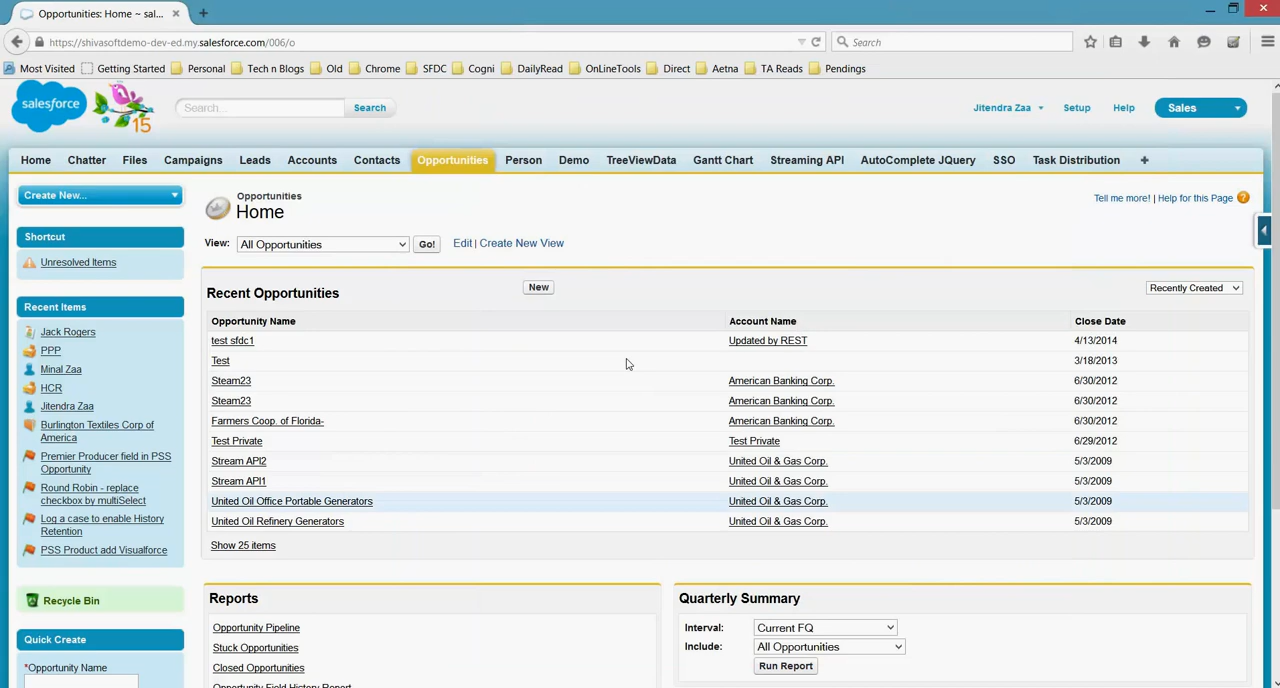 Opportunities: Home ~ sal...
https://shivasoftdemo-dev-ed.my.salesforce.com/006/o
Search
Most Visited Getting Started Personal Tech n Blogs Old Chrome SFDC Cogni DailyRead OnLineTools Direct Aetna TA Reads Pendings
salesforce 15 Search... Search Jitendra Zaa Setup Help Sales
Home Chatter Files Campaigns Leads Accounts Contacts Opportunities Person Demo TreeViewData Gantt Chart Streaming API AutoComplete JQuery SSO Task Distribution +
Create New...
Shortcut
Unresolved Items
Recent Items
Jack Rogers
PPP
Minal Zaa
HCR
Jitendra Zaa
Burlington Textiles Corp of
America
Premier Producer field in PSS
Opportunity
Round Robin - replace
checkbox by multiSelect
Log a case to enable History
Retention
PSS Product add Visualforce
Recycle Bin
Quick Create
*Opportunity Name
Opportunities
Home
Tell me more! | Help for this Page ?
View: All Opportunities Go! Edit | Create New View
Recent Opportunities New Recently Created
Opportunity Name Account Name Close Date
test sfdc1 Updated by REST 4/13/2014
Test 3/18/2013
Steam23 American Banking Corp. 6/30/2012
Steam23 American Banking Corp. 6/30/2012
Farmers Coop. of Florida- American Banking Corp. 6/30/2012
Test Private Test Private 6/29/2012
Stream API2 United Oil & Gas Corp. 5/3/2009
Stream API1 United Oil & Gas Corp. 5/3/2009
United Oil Office Portable Generators United Oil & Gas Corp. 5/3/2009
United Oil Refinery Generators United Oil & Gas Corp. 5/3/2009
Show 25 items
Reports
Opportunity Pipeline
Stuck Opportunities
Closed Opportunities
Opportunity Field History Report
Quarterly Summary
Interval: Current FQ
Include: All Opportunities
Run Report